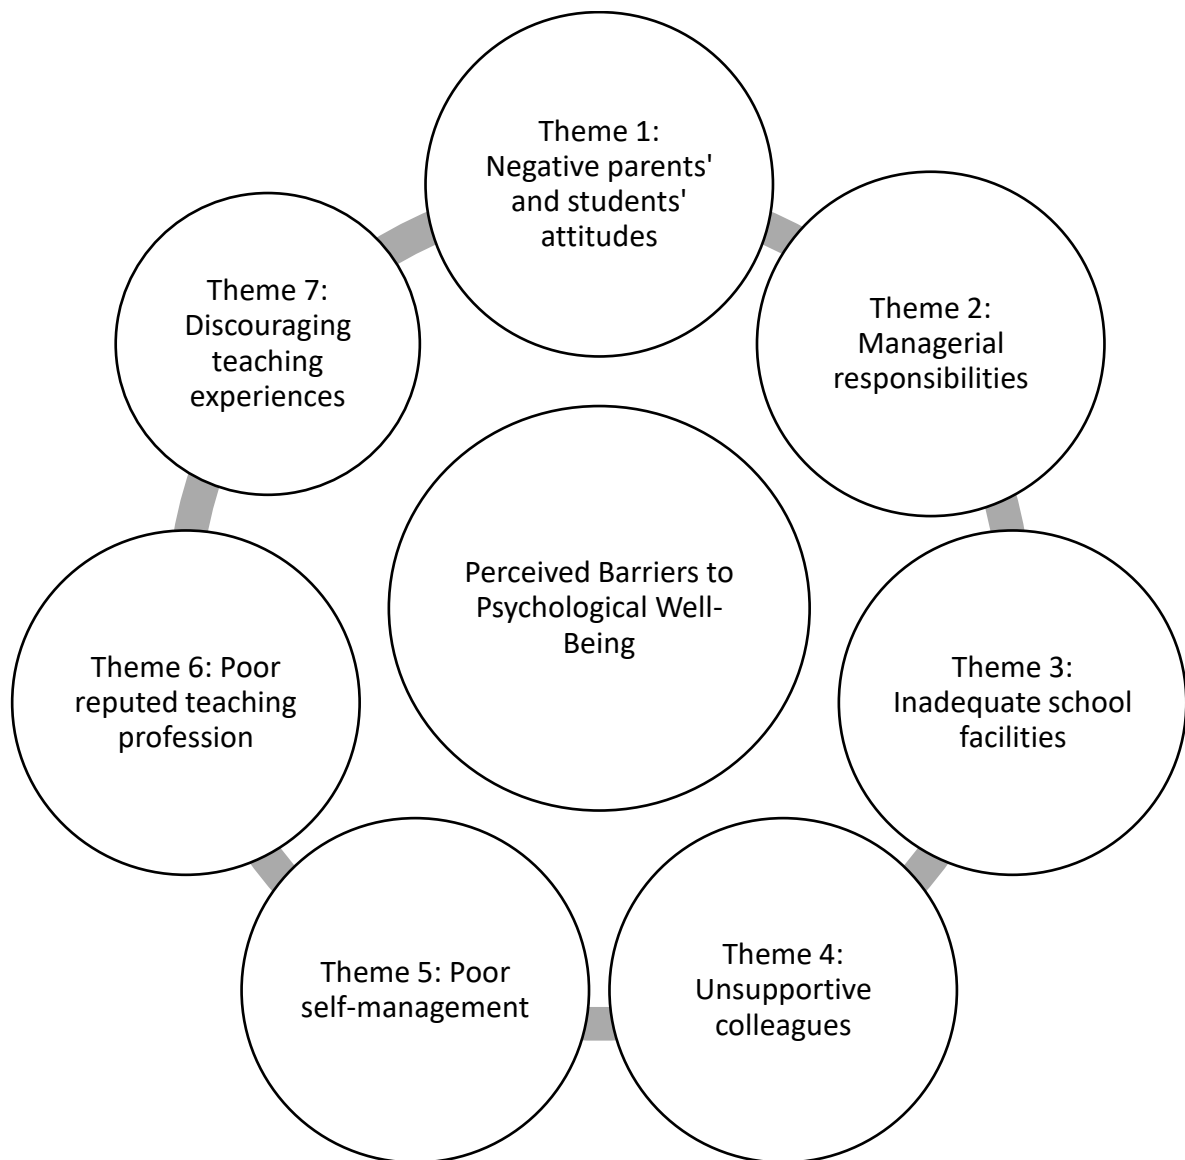 Theme 1:
Negative parents'
and students'
attitudes
Theme 2:
Managerial
responsibilities
Theme 3:
Inadequate school
facilities
Theme 4:
Unsupportive
colleagues
Theme 5: Poor
self-management
Theme 6: Poor
reputed teaching
profession
Theme 7:
Discouraging
teaching
experiences
Perceived Barriers to
Psychological Well-
Being